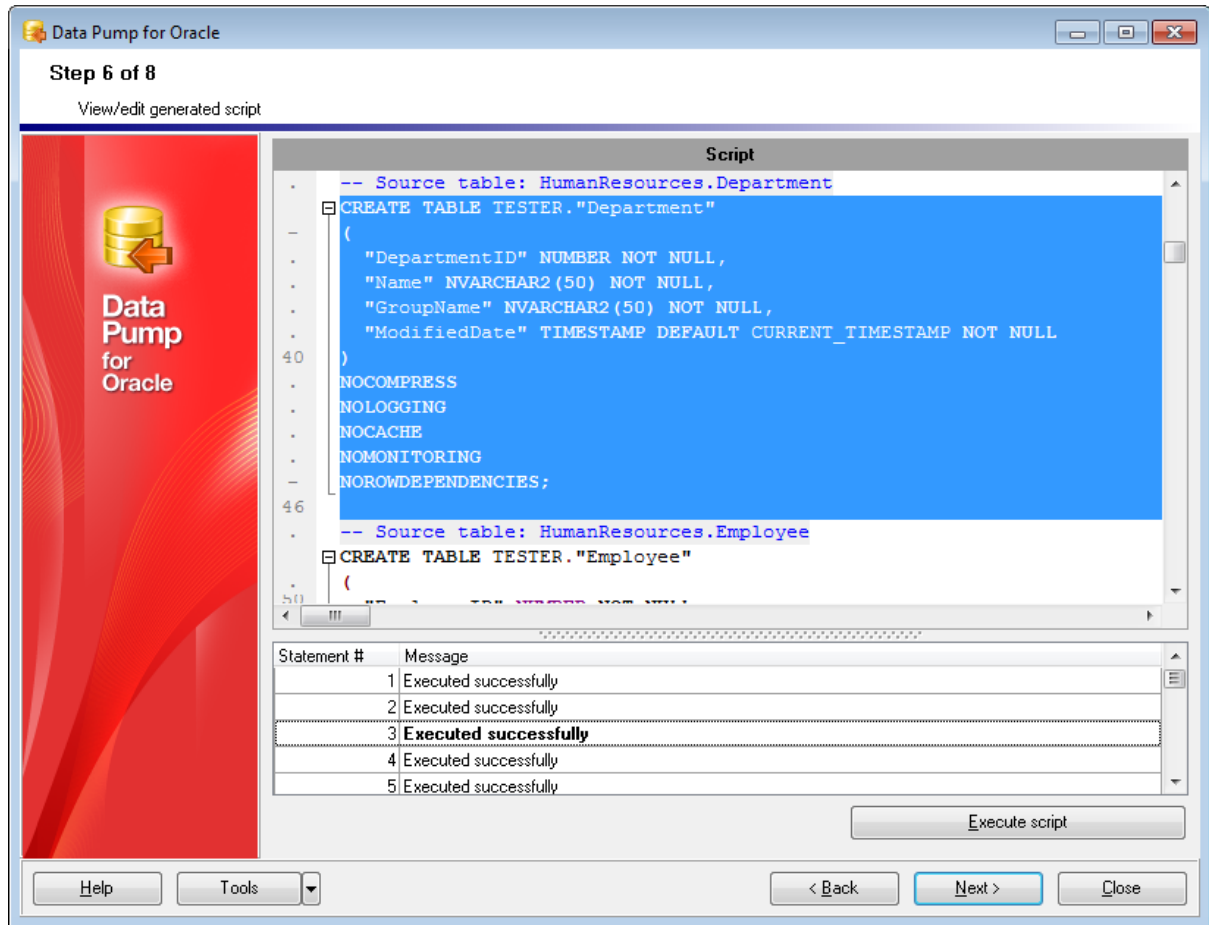 Data Pump for Oracle
Step 6 of 8
View/edit generated script
Data
Pump
for
Oracle
Script
-- Source table: HumanResources.Department
CREATE TABLE TESTER."Department"
(
"DepartmentID" NUMBER NOT NULL,
"Name" NVARCHAR2(50) NOT NULL,
"GroupName" NVARCHAR2(50) NOT NULL,
"ModifiedDate" TIMESTAMP DEFAULT CURRENT_TIMESTAMP NOT NULL
40 )
NOCOMPRESS
NOLOGGING
NOCACHE
NOMONITORING
NOROWDEPENDENCIES;
46
-- Source table: HumanResources.Employee
CREATE TABLE TESTER."Employee"
(
50 NUMBER NOT NULL
Statement # Message
1 Executed successfully
2 Executed successfully
3 Executed successfully
4 Executed successfully
5 Executed successfully
Execute script
Help Tools < Back Next > Close